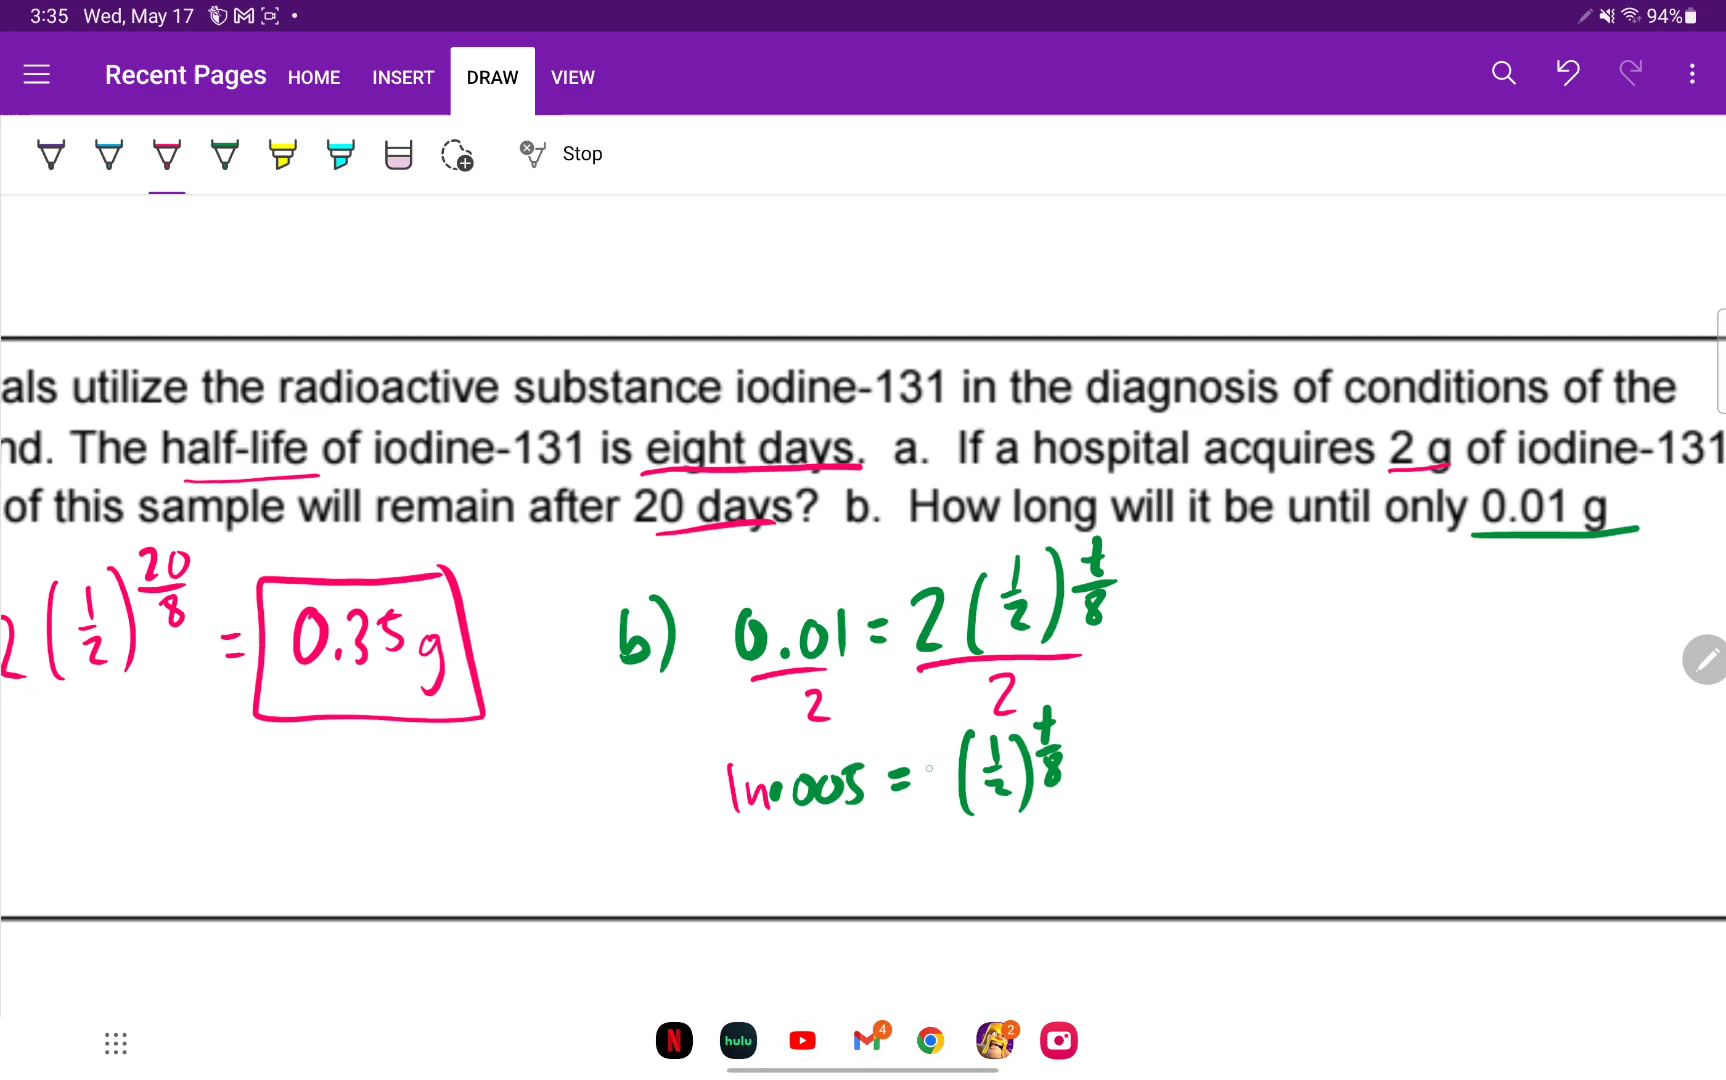 3:35 Wed, May 17 94%
Recent Pages HOME INSERT DRAW VIEW
Stop
als utilize the radioactive substance iodine-131 in the diagnosis of conditions of the
nd. The half-life of iodine-131 is eight days. a. If a hospital acquires 2 g of iodine-131
of this sample will remain after 20 days? b. How long will it be until only 0.01 g
2(1/2)^20/8 = 0.35g
b) 0.01 = 2(1/2)^t/8
2 2
ln .005 = (1/2)^t/8
N hulu 4 2